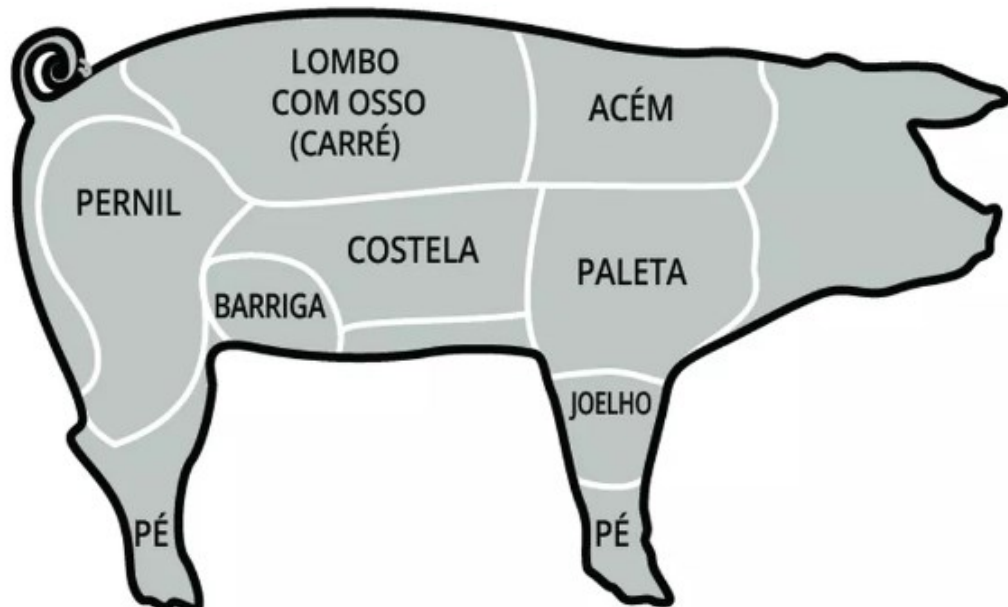 LOMBO
COM OSSO
(CARRÉ)
ACÉM
PERNIL
COSTELA
PALETA
BARRIGA
JOELHO
PÉ
PÉ